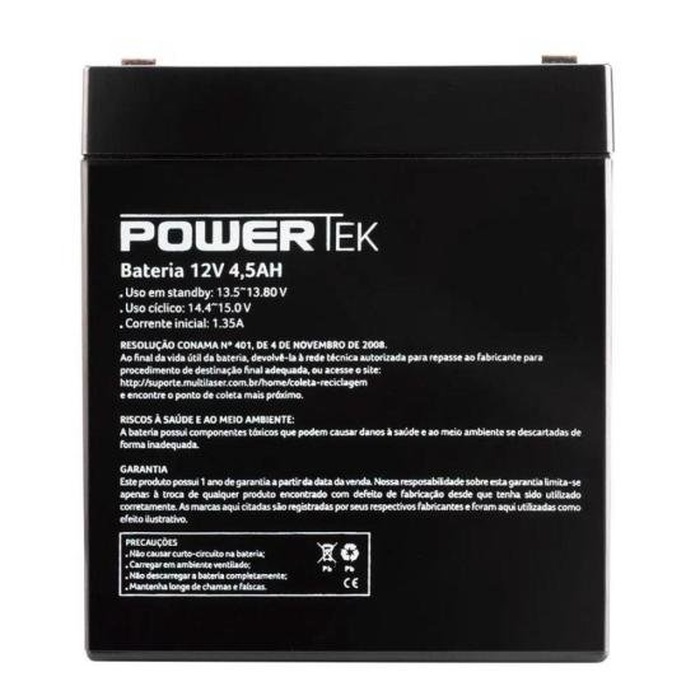 POWERTEK
Bateria 12V 4,5AH
. Uso em standby: 13.5~13.80 V
. Uso cíclico: 14.4~15.0 V
. Corrente inicial: 1.35A
RESOLUÇÃO CONAMA Nº 401, DE 4 DE NOVEMBRO DE 2008.
Ao final da vida útil da bateria, devolvê-la à rede técnica autorizada para repasse ao fabricante para
procedimento de destinação final adequada, ou acesse o site:
http://suporte.multilaser.com.br/home/coleta-reciclagem
e encontre o ponto de coleta mais próximo.
RISCOS À SAÚDE E AO MEIO AMBIENTE:
A bateria possui componentes tóxicos que podem causar danos à saúde e ao meio ambiente se descartadas de
forma inadequada.
GARANTIA
Este produto possui 1 ano de garantia a partir da data da venda. Nossa resposabilidade sobre esta garantia limita-se
apenas à troca de qualquer produto encontrado com defeito de fabricação desde que tenha sido utilizado
corretamente. As marcas aqui citadas são registradas por seus respectivos fabricantes e foram aqui utilizadas como
efeito ilustrativo.
PRECAUÇÕES
. Não causar curto-circuito na bateria;
. Carregar em ambiente ventilado;
. Não descarregar a bateria completamente;
. Mantenha longe de chamas e faíscas.
Pb Pb
CE